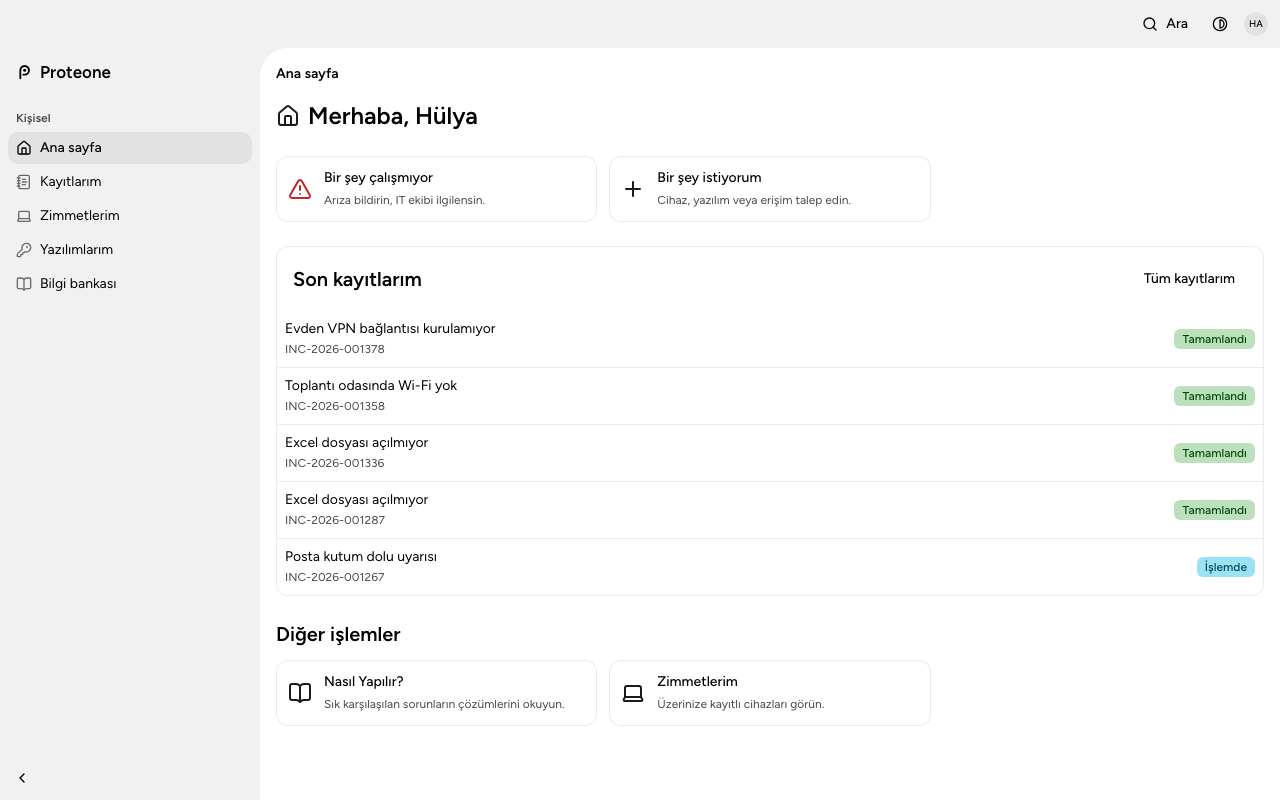 Ara
HA
Proteone
Kişisel
Ana sayfa
Kayıtlarım
Zimmetlerim
Yazılımlarım
Bilgi bankası
Ana sayfa
Merhaba, Hülya
Bir şey çalışmıyor
Arıza bildirin, IT ekibi ilgilensin.
Bir şey istiyorum
Cihaz, yazılım veya erişim talep edin.
Son kayıtlarım
Tüm kayıtlarım
Evden VPN bağlantısı kurulamıyor
INC-2026-001378
Tamamlandı
Toplantı odasında Wi-Fi yok
INC-2026-001358
Tamamlandı
Excel dosyası açılmıyor
INC-2026-001336
Tamamlandı
Excel dosyası açılmıyor
INC-2026-001287
Tamamlandı
Posta kutum dolu uyarısı
INC-2026-001267
İşlemde
Diğer işlemler
Nasıl Yapılır?
Sık karşılaşılan sorunların çözümlerini okuyun.
Zimmetlerim
Üzerinize kayıtlı cihazları görün.